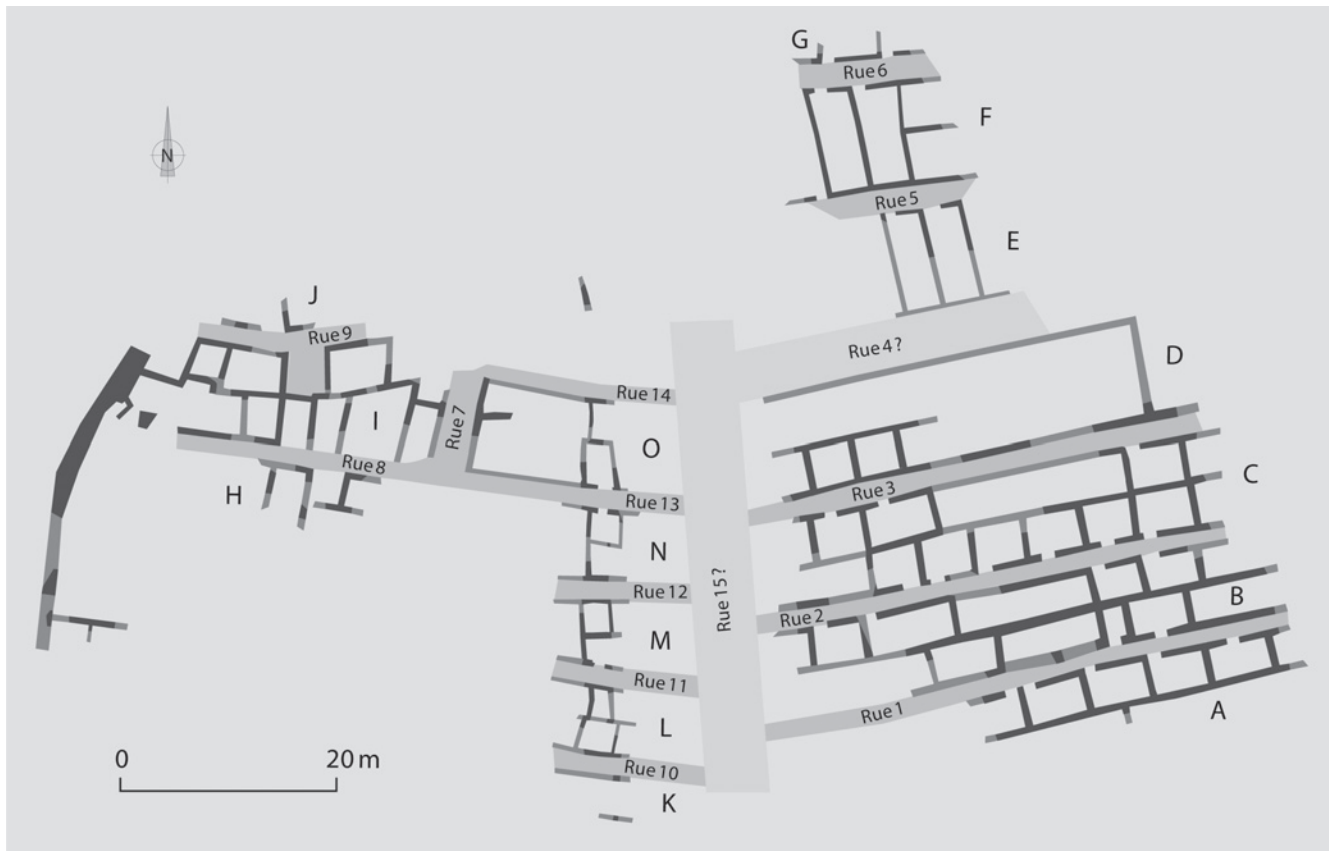 G
Rue 6
F
N
Rue 5
E
J
Rue 9
Rue 4?
D
Rue 14
I
Rue 7
O
C
Rue 8
Rue 3
H
Rue 13
N
Rue 15?
Rue 12
Rue 2
B
M
Rue 11
Rue 1
A
L
0 20 m
Rue 10
K